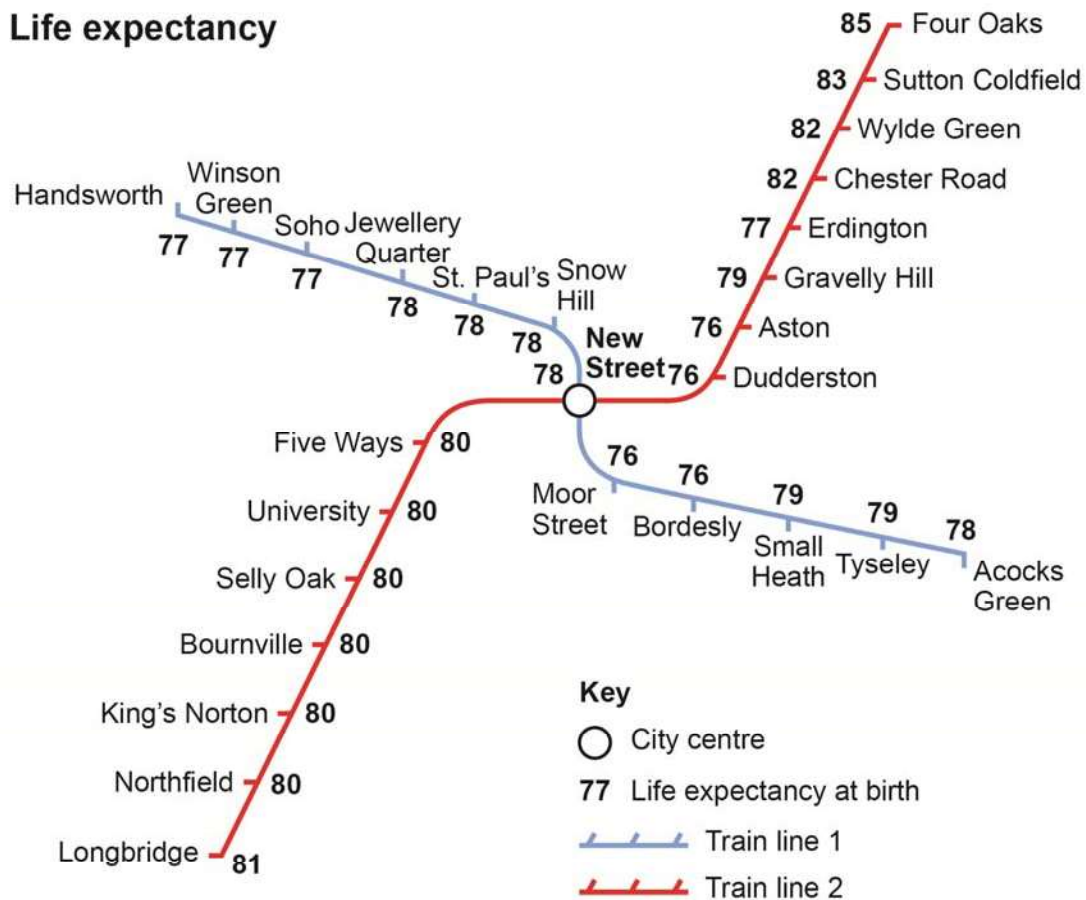 Life expectancy
85 Four Oaks
83 Sutton Coldfield
82 Wylde Green
82 Chester Road
77 Erdington
79 Gravelly Hill
76 Aston
76 Dudderston
Handsworth
77
Winson
Green
77
Soho
77
Jewellery
Quarter
78
St. Paul's
78
Snow
Hill
78
New
Street
78
Five Ways 80
University 80
Selly Oak 80
Bournville 80
King's Norton 80
Northfield 80
Longbridge 81
76
Moor
Street
76
Bordesly
79
Small
Heath
79
Tyseley
78
Acocks
Green
Key
City centre
77 Life expectancy at birth
Train line 1
Train line 2